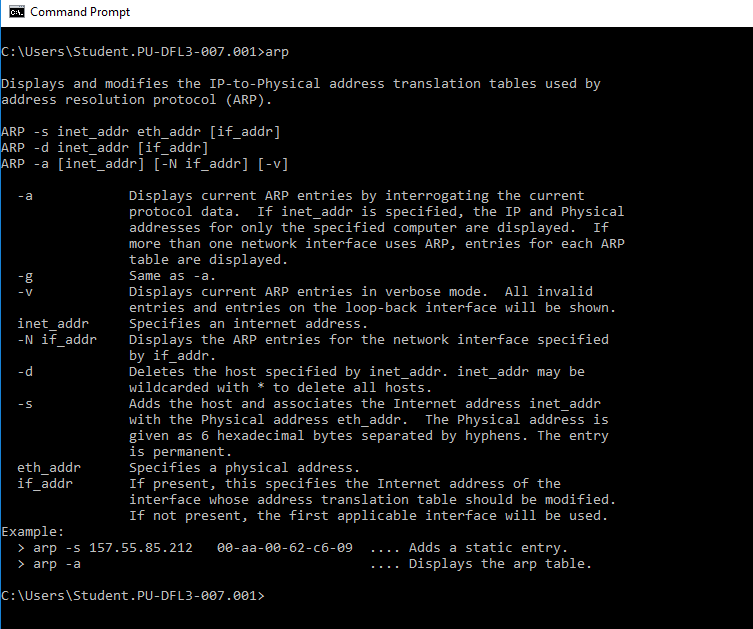 Command Prompt
C:\Users\Student.PU-DFL3-007.001>arp
Displays and modifies the IP-to-Physical address translation tables used by
address resolution protocol (ARP).
ARP -s inet_addr eth_addr [if_addr]
ARP -d inet_addr [if_addr]
ARP -a [inet_addr] [-N if_addr] [-v]
  -a            Displays current ARP entries by interrogating the current
                protocol data.  If inet_addr is specified, the IP and Physical
                addresses for only the specified computer are displayed.  If
                more than one network interface uses ARP, entries for each ARP
                table are displayed.
  -g            Same as -a.
  -v            Displays current ARP entries in verbose mode.  All invalid
                entries and entries on the loop-back interface will be shown.
  inet_addr     Specifies an internet address.
  -N if_addr    Displays the ARP entries for the network interface specified
                by if_addr.
  -d            Deletes the host specified by inet_addr. inet_addr may be
                wildcarded with * to delete all hosts.
  -s            Adds the host and associates the Internet address inet_addr
                with the Physical address eth_addr.  The Physical address is
                given as 6 hexadecimal bytes separated by hyphens. The entry
                is permanent.
  eth_addr      Specifies a physical address.
  if_addr       If present, this specifies the Internet address of the
                interface whose address translation table should be modified.
                If not present, the first applicable interface will be used.
Example:
  > arp -s 157.55.85.212   00-aa-00-62-c6-09  .... Adds a static entry.
  > arp -a                                    .... Displays the arp table.
C:\Users\Student.PU-DFL3-007.001>